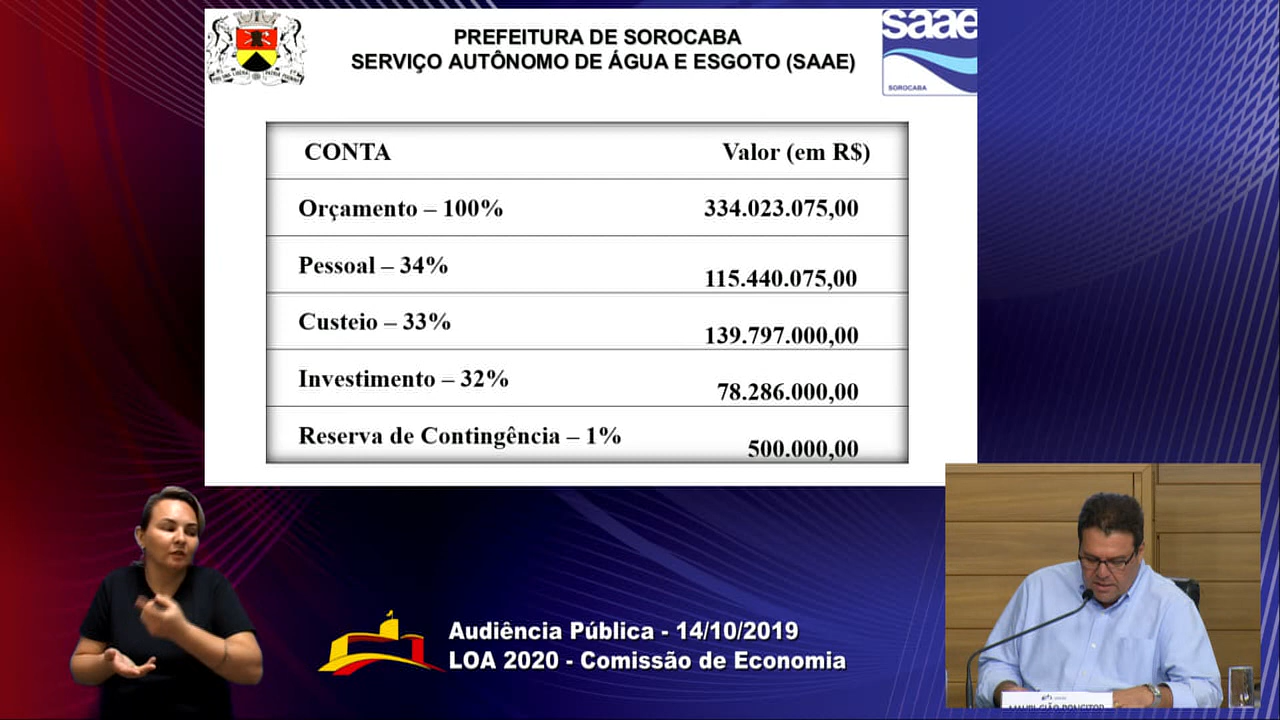 PREFEITURA DE SOROCABA
SERVIÇO AUTÔNOMO DE ÁGUA E ESGOTO (SAAE)
saae
SOROCABA
CONTA Valor (em R$)
Orçamento – 100% 334.023.075,00
Pessoal – 34% 115.440.075,00
Custeio – 33% 139.797.000,00
Investimento – 32% 78.286.000,00
Reserva de Contingência – 1% 500.000,00
Audiência Pública - 14/10/2019
LOA 2020 - Comissão de Economia